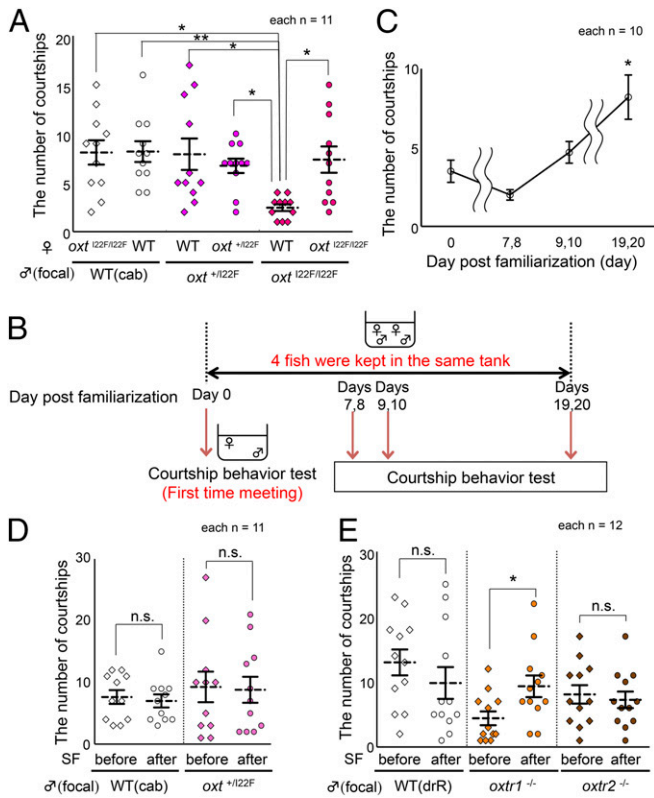 A
each n = 11
The number of courtships
20
15
10
5
0
*
**
*
*
*
♀ oxt I22F/I22F WT WT oxt +/I22F WT oxt I22F/I22F
♂(focal) WT(cab) oxt +/I22F oxt I22F/I22F
C
each n = 10
The number of courtships
10
5
0
*
0 7,8 9,10 19,20
Day post familiarization (day)
B
♀ ♀
♂ ♂
4 fish were kept in the same tank
Day post familiarization Day 0 Days Days Days
7,8 9,10 19,20
♀ ♂
Courtship behavior test
(First time meeting)
Courtship behavior test
D
each n = 11
The number of courtships
30
20
10
0
n.s.
n.s.
SF before after before after
♂(focal) WT(cab) oxt +/I22F
E
each n = 12
The number of courtships
30
20
10
0
n.s.
*
n.s.
SF before after before after before after
♂(focal) WT(drR) oxtr1 -/- oxtr2 -/-